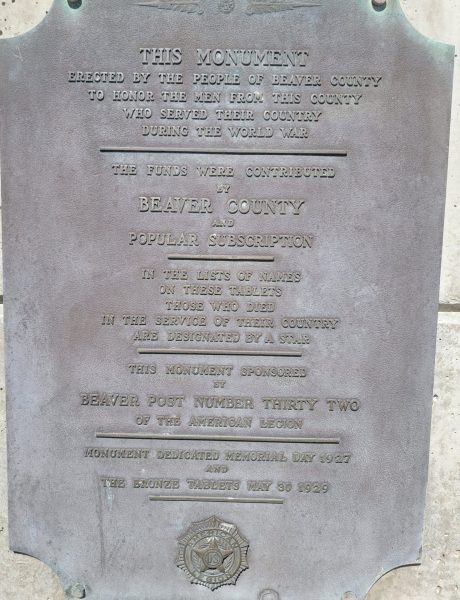 THIS MONUMENT
ERECTED BY THE PEOPLE OF BEAVER COUNTY
TO HONOR THE MEN FROM THIS COUNTY
WHO SERVED THEIR COUNTRY
DURING THE WORLD WAR
THE FUNDS WERE CONTRIBUTED
BY
BEAVER COUNTY
AND
POPULAR SUBSCRIPTION
IN THE LISTS OF NAMES
ON THESE TABLETS
THOSE WHO DIED
IN THE SERVICE OF THEIR COUNTRY
ARE DESIGNATED BY A STAR
THIS MONUMENT SPONSORED
BY
BEAVER POST NUMBER THIRTY TWO
OF THE AMERICAN LEGION
MONUMENT DEDICATED MEMORIAL DAY 1927
AND
THE BRONZE TABLETS MAY 30 1929
US